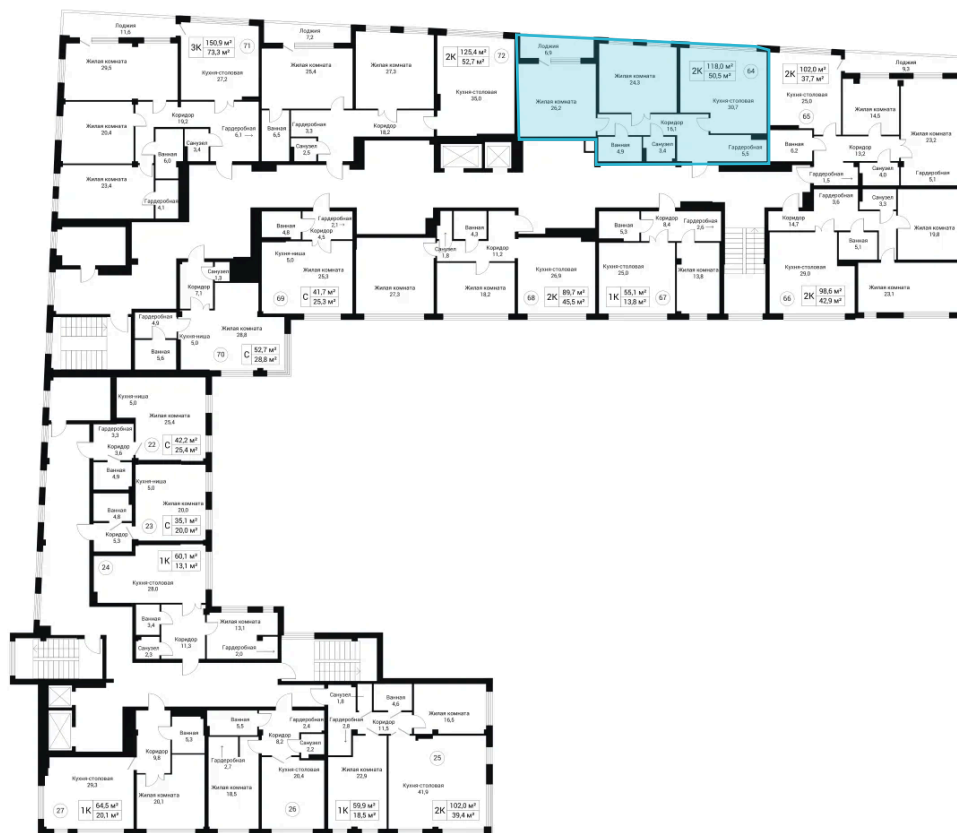 Лоджия
11,6
3К
150,9 м²
73,3 м²
71
Жилая комната
29,5
Кухня-столовая
27,2
Лоджия
7,2
Жилая комната
25,4
Жилая комната
27,3
2К
125,4 м²
52,7 м²
72
Кухня-столовая
35,0
Лоджия
5,9
Жилая комната
26,2
Жилая комната
24,3
2К
118,0 м²
50,5 м²
64
Кухня-столовая
30,7
2К
102,0 м²
37,7 м²
Кухня-столовая
25,0
65
Лоджия
9,3
Жилая комната
14,5
Жилая комната
23,2
Жилая комната
20,4
Коридор
19,3
Гардеробная
6,1
Ванная
6,5
Гардеробная
3,3
Коридор
18,2
Санузел
2,5
Санузел
3,4
Ванная
6,0
Жилая комната
23,4
Гардеробная
4,1
Коридор
16,1
Ванная
4,9
Санузел
3,4
Гардеробная
5,5
Ванная
6,2
Коридор
13,2
Санузел
4,0
Гардеробная
1,5
Гардеробная
5,1
Ванная
4,8
Гардеробная
2,1
Коридор
4,5
Кухня-ниша
5,0
Жилая комната
25,3
69
С
41,7 м²
25,3 м²
Жилая комната
27,3
Санузел
1,8
Ванная
4,3
Коридор
11,2
Жилая комната
18,2
Кухня-столовая
26,9
68
2К
89,7 м²
45,5 м²
Ванная
5,3
Коридор
8,4
Гардеробная
2,6
Кухня-столовая
25,0
1К
55,1 м²
13,8 м²
67
Жилая комната
13,8
Коридор
14,7
Гардеробная
3,6
Санузел
3,3
Ванная
5,1
Жилая комната
19,8
Кухня-столовая
29,0
66
2К
98,6 м²
42,9 м²
Жилая комната
23,1
Санузел
1,3
Коридор
7,1
Гардеробная
4,9
Кухня-ниша
5,0
Жилая комната
28,8
Ванная
5,6
70
С
52,7 м²
28,8 м²
Кухня-ниша
5,0
Жилая комната
25,4
Гардеробная
3,3
Коридор
3,6
22
С
42,2 м²
25,4 м²
Ванная
4,9
Кухня-ниша
5,0
Жилая комната
20,0
Ванная
4,8
23
С
35,1 м²
20,0 м²
Коридор
5,3
24
1К
60,1 м²
13,1 м²
Кухня-столовая
28,0
Ванная
3,4
Коридор
11,3
Санузел
2,3
Жилая комната
13,1
Гардеробная
2,0
Санузел
1,8
Ванная
4,6
Жилая комната
16,5
Гардеробная
2,8
Коридор
11,5
Ванная
5,3
Коридор
9,8
Ванная
5,5
Гардеробная
2,4
Коридор
8,2
Санузел
2,2
Гардеробная
2,7
Кухня-столовая
29,3
27
1К
64,5 м²
20,1 м²
Жилая комната
20,1
Жилая комната
18,5
Кухня-столовая
20,4
26
Жилая комната
22,9
1К
59,9 м²
18,5 м²
25
Кухня-столовая
41,9
2К
102,0 м²
39,4 м²